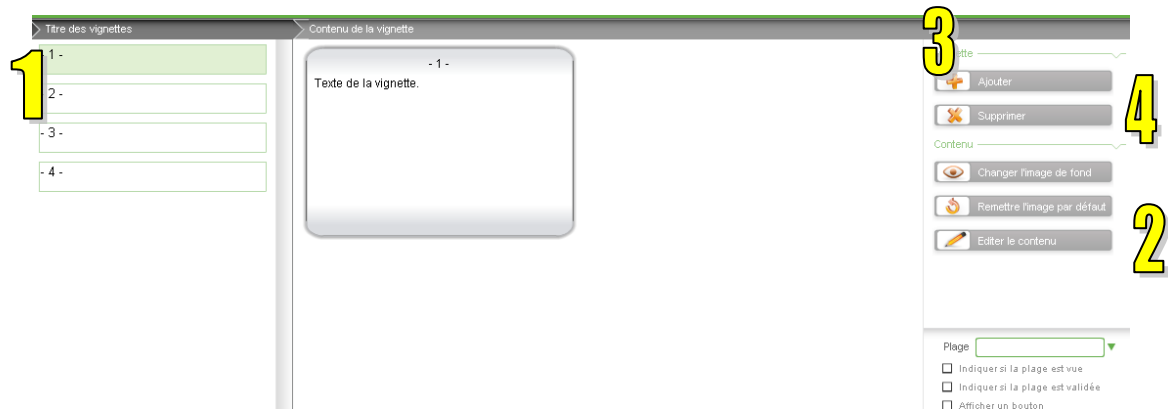 Titre des vignettes
Contenu de la vignette
1
- 1 -
2 -
- 3 -
- 4 -
- 1 -
Texte de la vignette.
3
ette
Ajouter
Supprimer
4
Contenu
Changer l'image de fond
Remettre l'image par défaut
Editer le contenu
2
Plage
Indiquer si la plage est vue
Indiquer si la plage est validée
Afficher un bouton